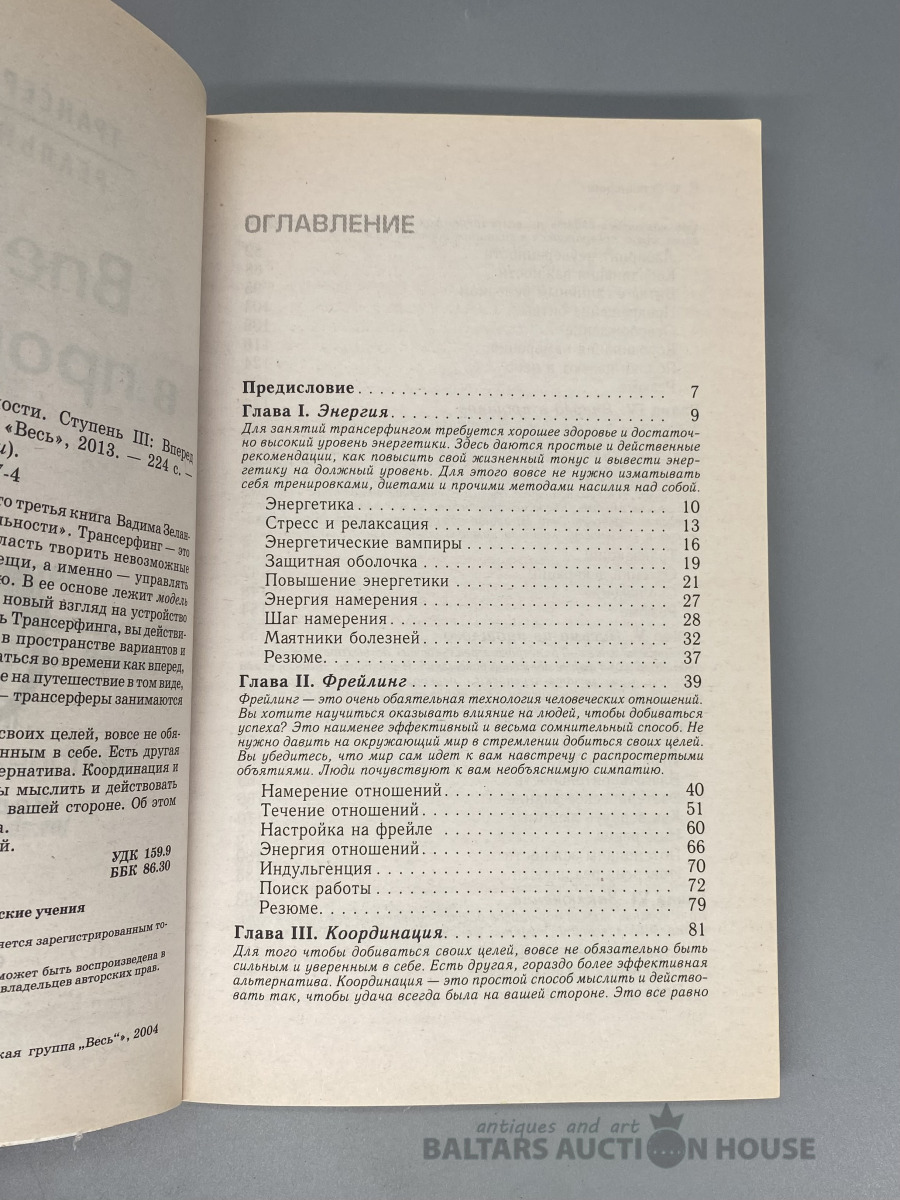 ости. Ступень III: Вперед
«Весь», 2013. — 224 с. –
7-4
то третья книга Вадима Зелан-
льности». Трансерфинг — это
ласть творить невозможные
ещи, а именно — управлять
ю. В ее основе лежит модель
новый взгляд на устройство
ь Трансерфинга, вы действи-
в пространстве вариантов и
аться во времени как вперед,
е на путешествие в том виде,
— трансерферы занимаются
своих целей, вовсе не обя-
нным в себе. Есть другая
ернатива. Координация и
ы мыслить и действовать
вашей стороне. Об этом
а.
й.
УДК 159.9
ББК 86.30
ские учения
яется зарегистрированным то-
может быть воспроизведена в
владельцев авторских прав.
кая группа „Весь“», 2004
ОГЛАВЛЕНИЕ
Предисловие . . . . . . . . . . . . . . . . . . . . . . . . . . . . 7
Глава I. Энергия . . . . . . . . . . . . . . . . . . . . . . . . . 9
Для занятий трансерфингом требуется хорошее здоровье и достаточ-
но высокий уровень энергетики. Здесь даются простые и действенные
рекомендации, как повысить свой жизненный тонус и вывести энер-
гетику на должный уровень. Для этого вовсе не нужно изматывать
себя тренировками, диетами и прочими методами насилия над собой.
Энергетика . . . . . . . . . . . . . . . . . . . . . . . . . . 10
Стресс и релаксация . . . . . . . . . . . . . . . . . . . . 13
Энергетические вампиры . . . . . . . . . . . . . . . . . 16
Защитная оболочка . . . . . . . . . . . . . . . . . . . . . 19
Повышение энергетики . . . . . . . . . . . . . . . . . . 21
Энергия намерения . . . . . . . . . . . . . . . . . . . . . 27
Шаг намерения . . . . . . . . . . . . . . . . . . . . . . . . 28
Маятники болезней . . . . . . . . . . . . . . . . . . . . . 32
Резюме. . . . . . . . . . . . . . . . . . . . . . . . . . . . . . 37
Глава II. Фрейлинг . . . . . . . . . . . . . . . . . . . . . . . 39
Фрейлинг — это очень обаятельная технология человеческих отношений.
Вы хотите научиться оказывать влияние на людей, чтобы добиваться
успеха? Это наименее эффективный и весьма сомнительный способ. Не
нужно давить на окружающий мир в стремлении добиться своих целей.
Вы убедитесь, что мир сам идет к вам навстречу с распростертыми
объятиями. Люди почувствуют к вам необъяснимую симпатию.
Намерение отношений . . . . . . . . . . . . . . . . . . . 40
Течение отношений . . . . . . . . . . . . . . . . . . . . . 51
Настройка на фрейле . . . . . . . . . . . . . . . . . . . 60
Энергия отношений . . . . . . . . . . . . . . . . . . . . . 66
Индульгенция . . . . . . . . . . . . . . . . . . . . . . . . . 70
Поиск работы . . . . . . . . . . . . . . . . . . . . . . . . . 72
Резюме. . . . . . . . . . . . . . . . . . . . . . . . . . . . . . 79
Глава III. Координация . . . . . . . . . . . . . . . . . . . . 81
Для того чтобы добиваться своих целей, вовсе не обязательно быть
сильным и уверенным в себе. Есть другая, гораздо более эффективная
альтернатива. Координация — это простой способ мыслить и действо-
вать так, чтобы удача всегда была на вашей стороне. Это все равно
antiques and art
BALTARS AUCTION HOUSE